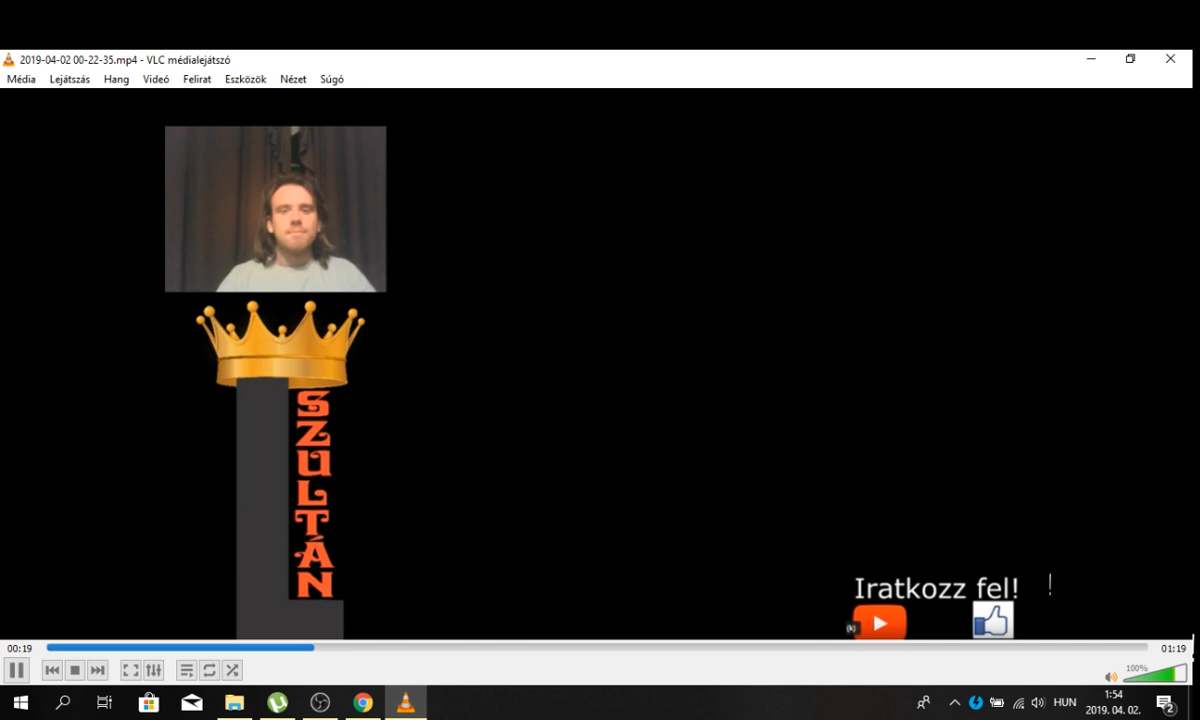 2019-04-02 00-22-35.mp4 - VLC médialejátszó
Média Lejátszás Hang Videó Felirat Eszközök Nézet Súgó
SZULTÁN
Iratkozz fel! !
(k)
00:19
01:19
100%
HUN
1:54
2019. 04. 02.
2